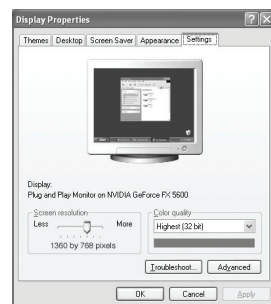 Display Properties
Themes Desktop Screen Saver Appearance Settings
Display:
Plug and Play Monitor on NVIDIA GeForce FX 5600
Screen resolution
Less More
1360 by 768 pixels
Color quality
Highest (32 bit)
Troubleshoot... Advanced
OK Cancel Apply